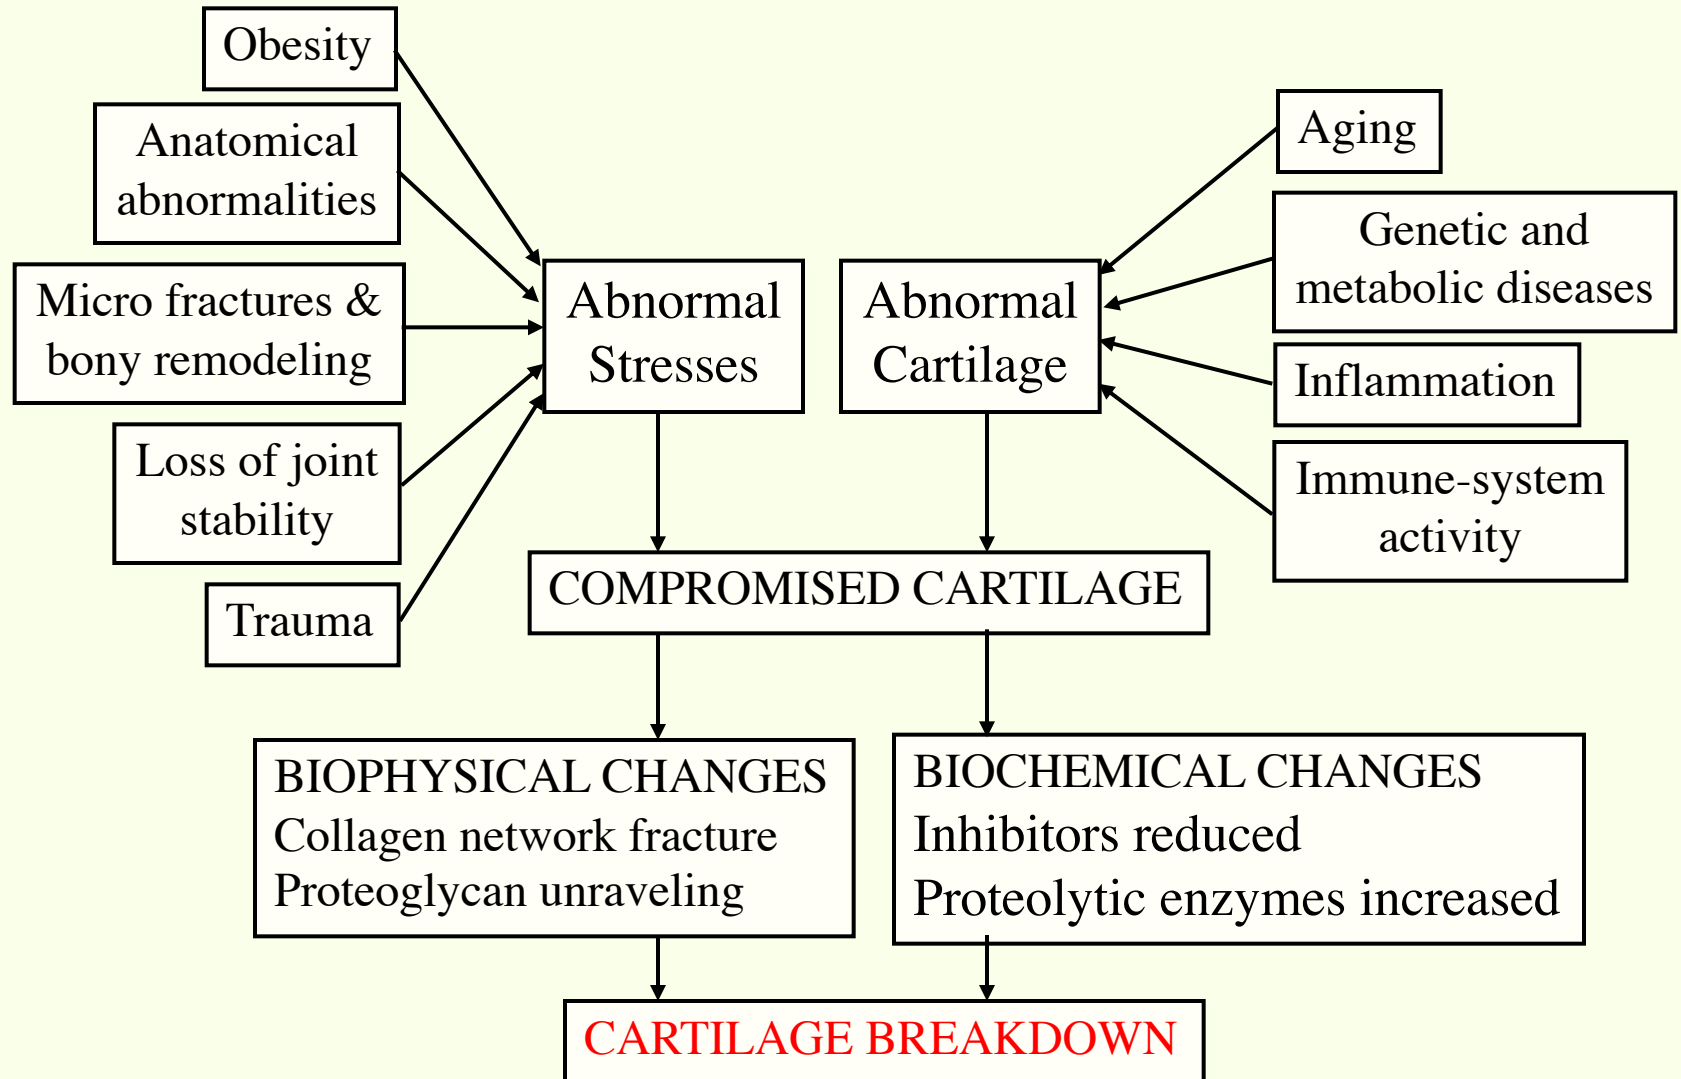 Obesity
Anatomical
abnormalities
Micro fractures &
bony remodeling
Loss of joint
stability
Trauma
Abnormal
Stresses
Abnormal
Cartilage
Aging
Genetic and
metabolic diseases
Inflammation
Immune-system
activity
COMPROMISED CARTILAGE
BIOPHYSICAL CHANGES
Collagen network fracture
Proteoglycan unraveling
BIOCHEMICAL CHANGES
Inhibitors reduced
Proteolytic enzymes increased
CARTILAGE BREAKDOWN